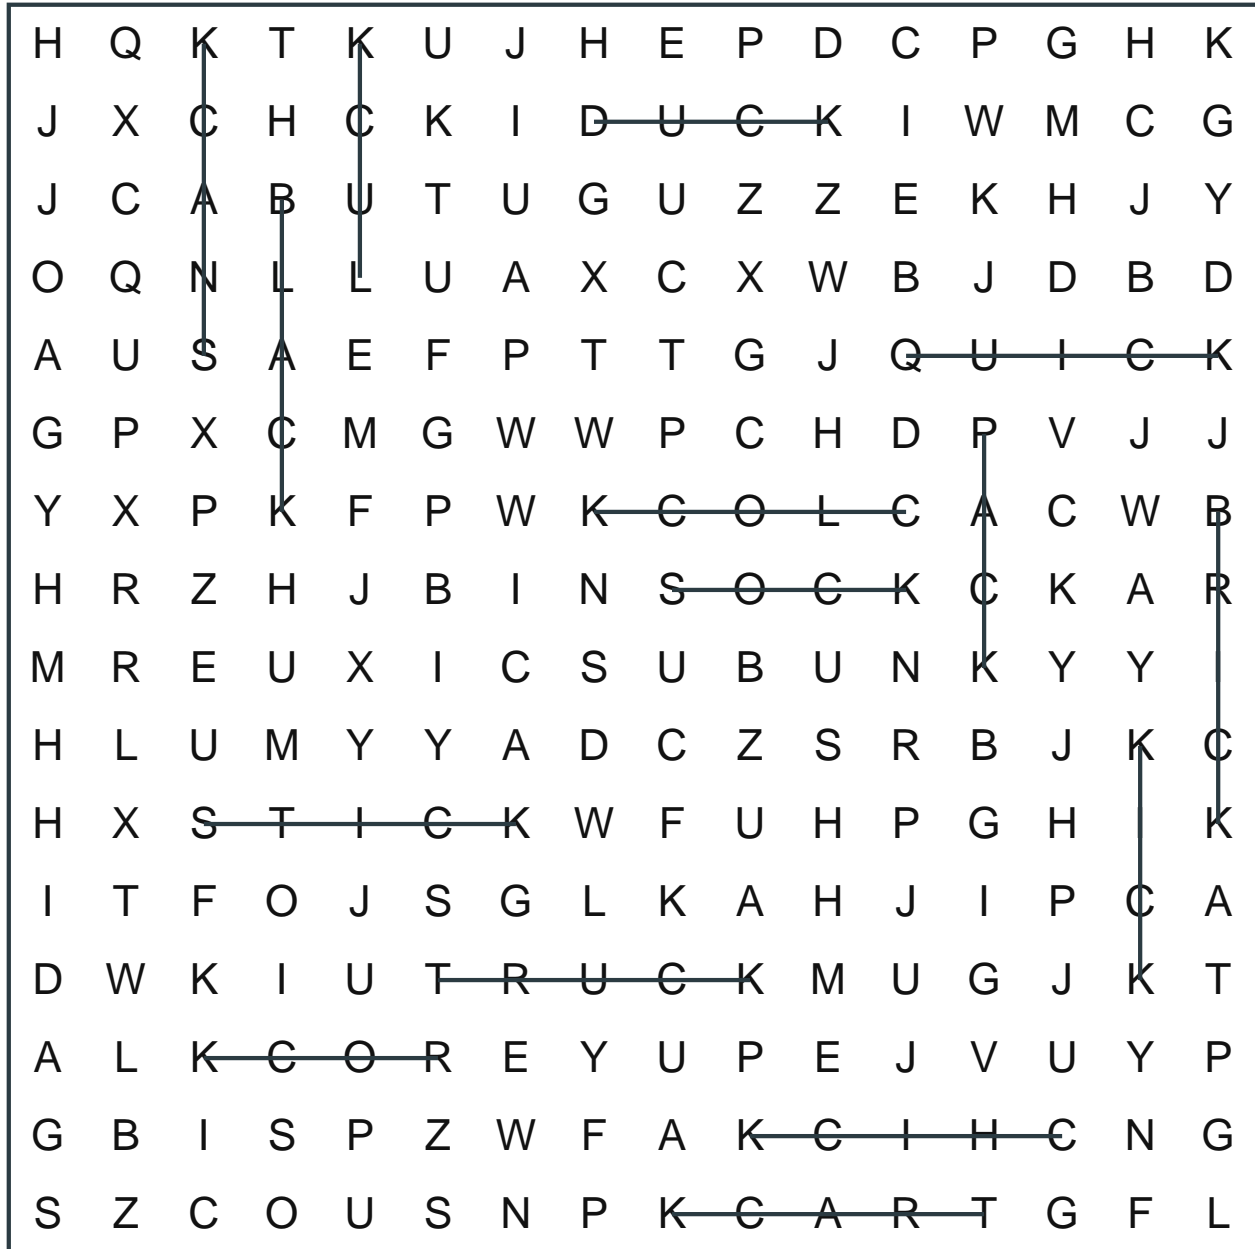 H Q K T K U J H E P D C P G H K
J X C H C K I D U C K I W M C G
J C A B U T U G U Z Z E K H J Y
O Q N L L U A X C X W B J D B D
A U S A E F P T T G J Q U I C K
G P X C M G W W P C H D P V J J
Y X P K F P W K C O L C A C W B
H R Z H J B I N S O C K C K A R
M R E U X I C S U B U N K Y Y I
H L U M Y Y A D C Z S R B J K C
H X S T I C K W F U H P G H I K
I T F O J S G L K A H J I P C A
D W K I U T R U C K M U G J K T
A L K C O R E Y U P E J V U Y P
G B I S P Z W F A K C I H C N G
S Z C O U S N P K C A R T G F L